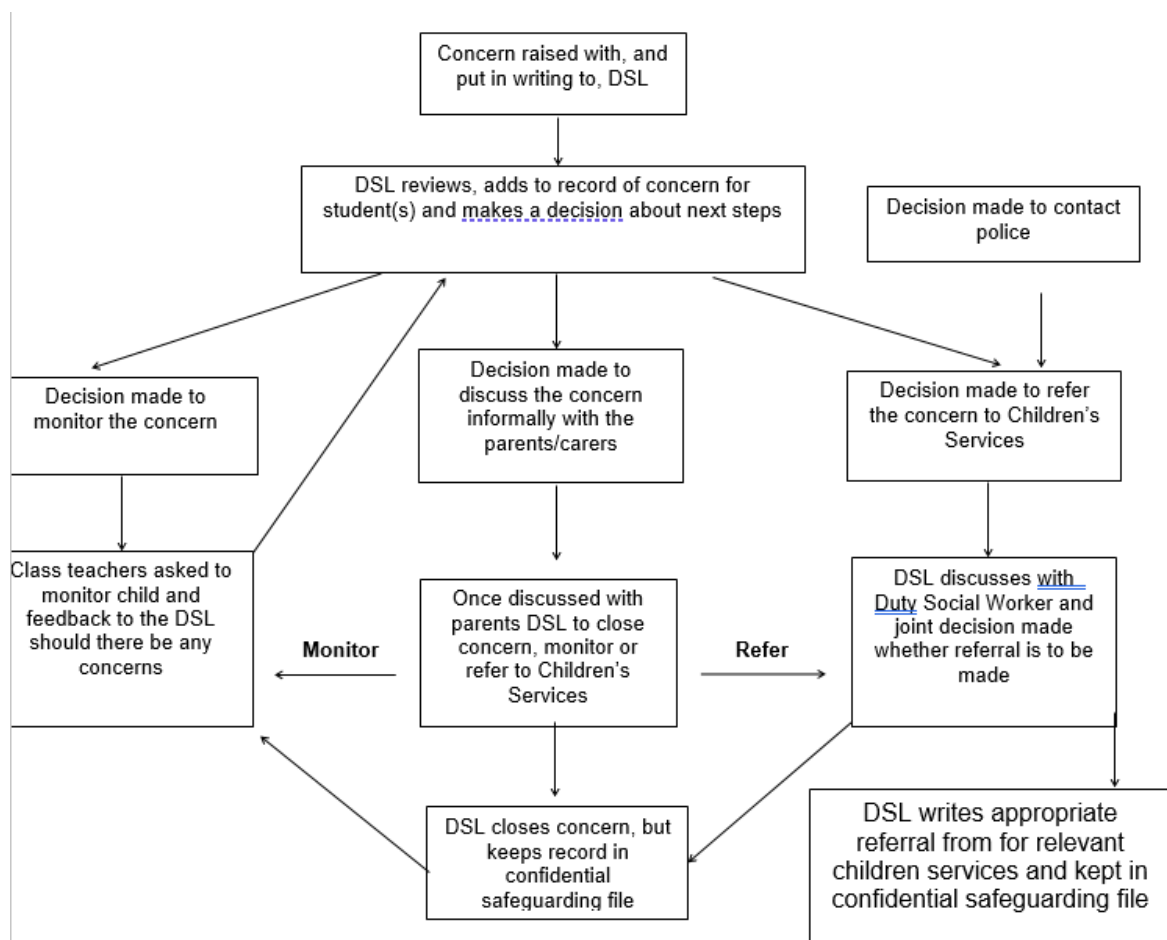 Concern raised with, and
put in writing to, DSL
DSL reviews, adds to record of concern for
student(s) and makes a decision about next steps
Decision made to contact
police
Decision made to
monitor the concern
Decision made to
discuss the concern
informally with the
parents/carers
Decision made to refer
the concern to Children's
Services
Class teachers asked to
monitor child and
feedback to the DSL
should there be any
concerns
Monitor
Once discussed with
parents DSL to close
concern, monitor or
refer to Children's
Services
Refer
DSL discusses with
Duty Social Worker and
joint decision made
whether referral is to be
made
DSL closes concern, but
keeps record in
confidential
safeguarding file
DSL writes appropriate
referral from for relevant
children services and kept in
confidential safeguarding file